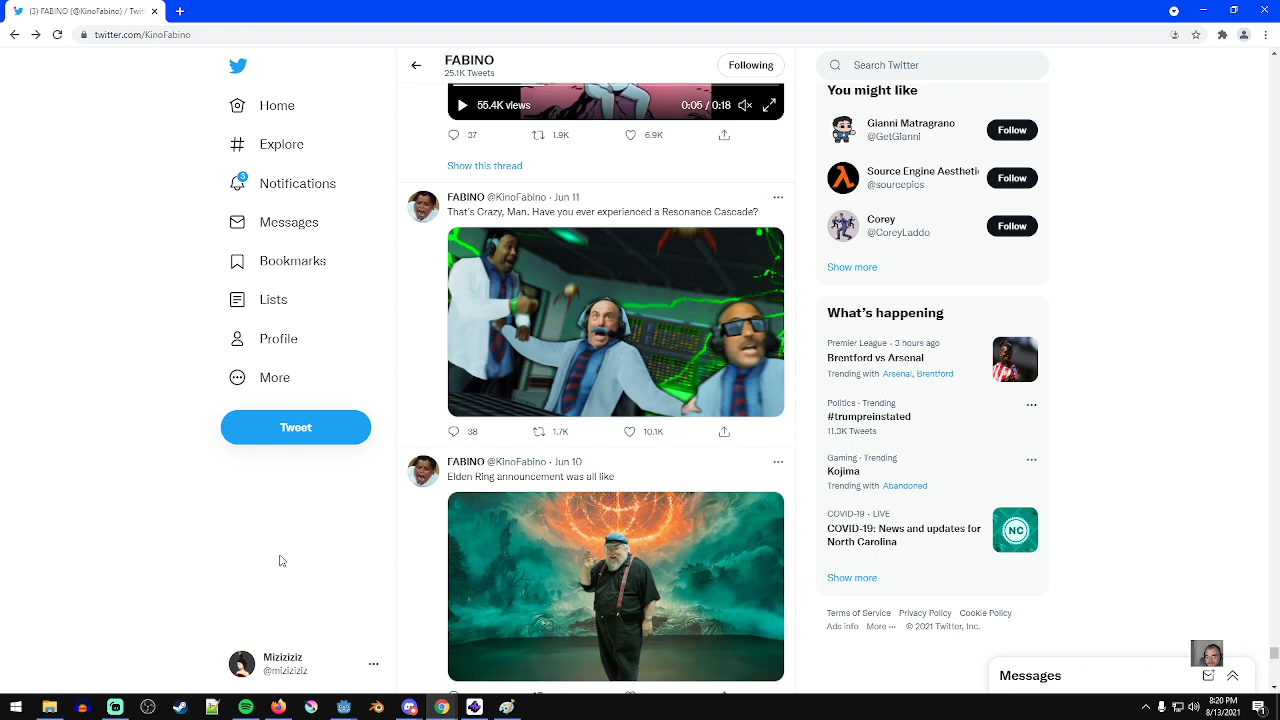 (3) FABINO (@KinoFabino) / Twit
twitter.com/KinoFabino
Home
Explore
3
Notifications
Messages
Bookmarks
Lists
Profile
More
Tweet
Miziziziz
@miziziziz
FABINO
25.1K Tweets
Following
55.4K views
0:05 / 0:18
37 1.9K 6.9K
Show this thread
FABINO @KinoFabino · Jun 11
That's Crazy, Man. Have you ever experienced a Resonance Cascade?
38 1.7K 10.1K
FABINO @KinoFabino · Jun 10
Elden Ring announcement was all like
Search Twitter
You might like
Gianni Matragrano
@GetGianni
Follow
Source Engine Aestheti
@sourcepics
Follow
Corey
@CoreyLaddo
Follow
Show more
What's happening
Premier League · 3 hours ago
Brentford vs Arsenal
Trending with Arsenal, Brentford
Politics · Trending
#trumpreinstated
11.3K Tweets
Gaming · Trending
Kojima
Trending with Abandoned
COVID-19 · LIVE
COVID-19: News and updates for
North Carolina
NC
Show more
Terms of Service Privacy Policy Cookie Policy
Ads info More ··· © 2021 Twitter, Inc.
Messages
8:20 PM
8/13/2021